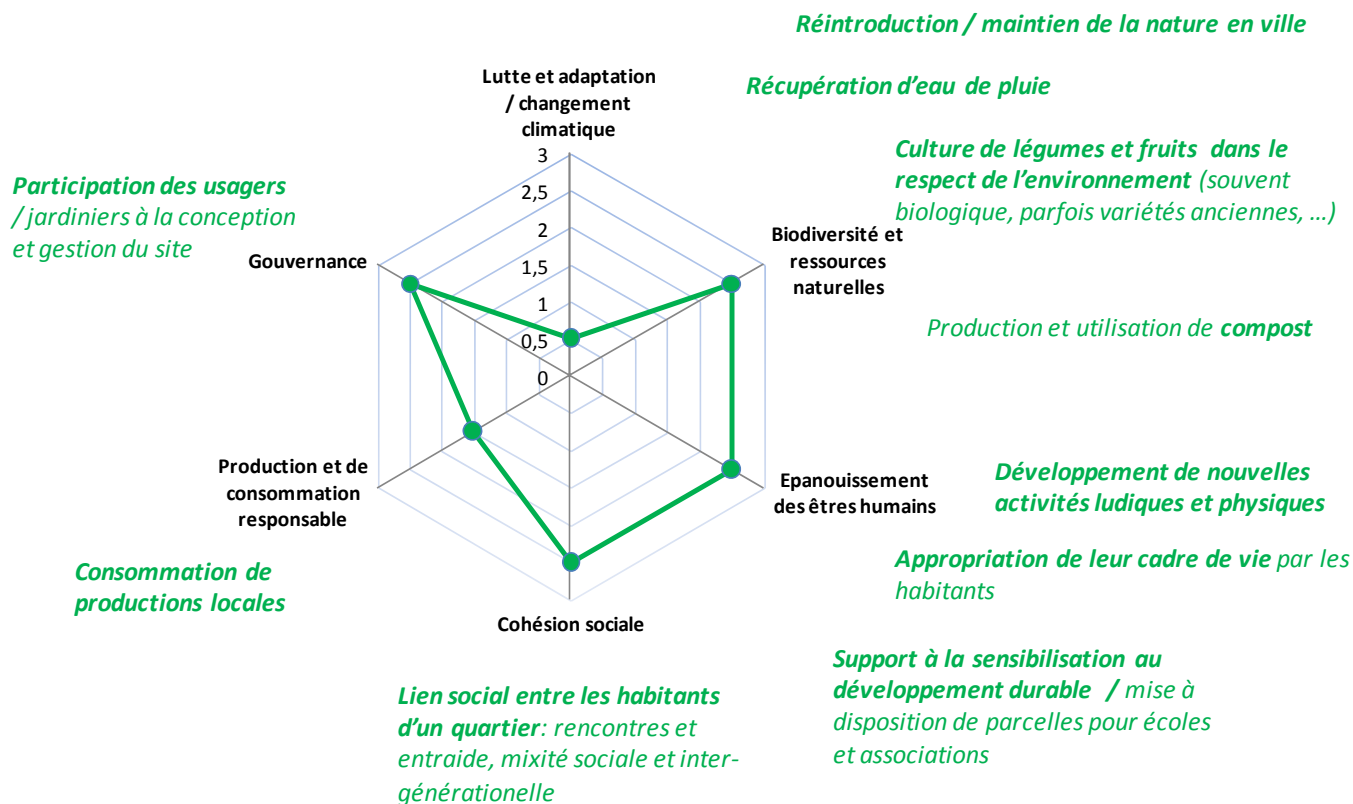 Réintroduction / maintien de la nature en ville
Lutte et adaptation
/ changement
climatique
Récupération d'eau de pluie
Culture de légumes et fruits dans le
respect de l'environnement (souvent
biologique, parfois variétés anciennes, ...)
Participation des usagers
/ jardiniers à la conception
et gestion du site
Gouvernance
3
2,5
2
1,5
1
0,5
0
Biodiversité et
ressources
naturelles
Production et utilisation de compost
Production et de
consommation
responsable
Epanouissement
des êtres humains
Développement de nouvelles
activités ludiques et physiques
Appropriation de leur cadre de vie par les
habitants
Consommation de
productions locales
Cohésion sociale
Support à la sensibilisation au
développement durable / mise à
disposition de parcelles pour écoles
et associations
Lien social entre les habitants
d'un quartier: rencontres et
entraide, mixité sociale et inter-
générationelle